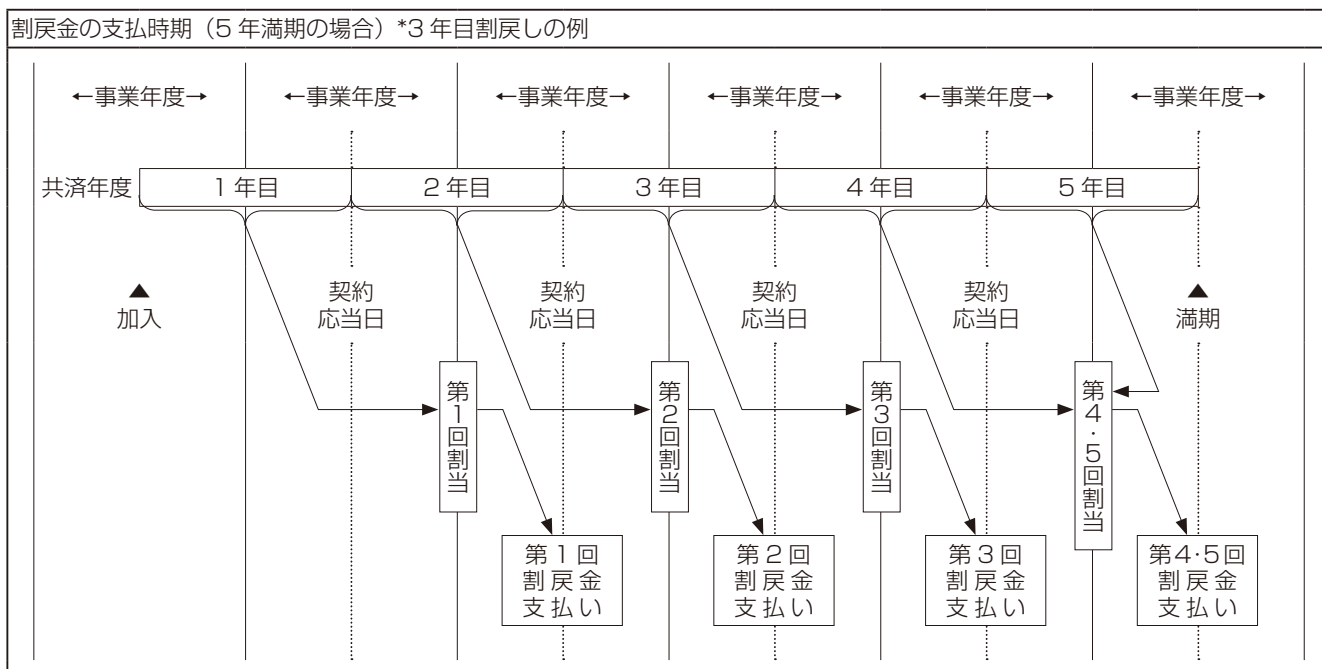 割戻金の支払時期（5年満期の場合）*3年目割戻しの例
←事業年度→ ←事業年度→ ←事業年度→ ←事業年度→ ←事業年度→ ←事業年度→
共済年度 1年目 2年目 3年目 4年目 5年目
▲ 契約 契約 契約 契約 ▲
加入 応当日 応当日 応当日 応当日 満期
第1回割当
第2回割当
第3回割当
第4・5回割当
第1回
割戻金
支払い
第2回
割戻金
支払い
第3回
割戻金
支払い
第4･5回
割戻金
支払い